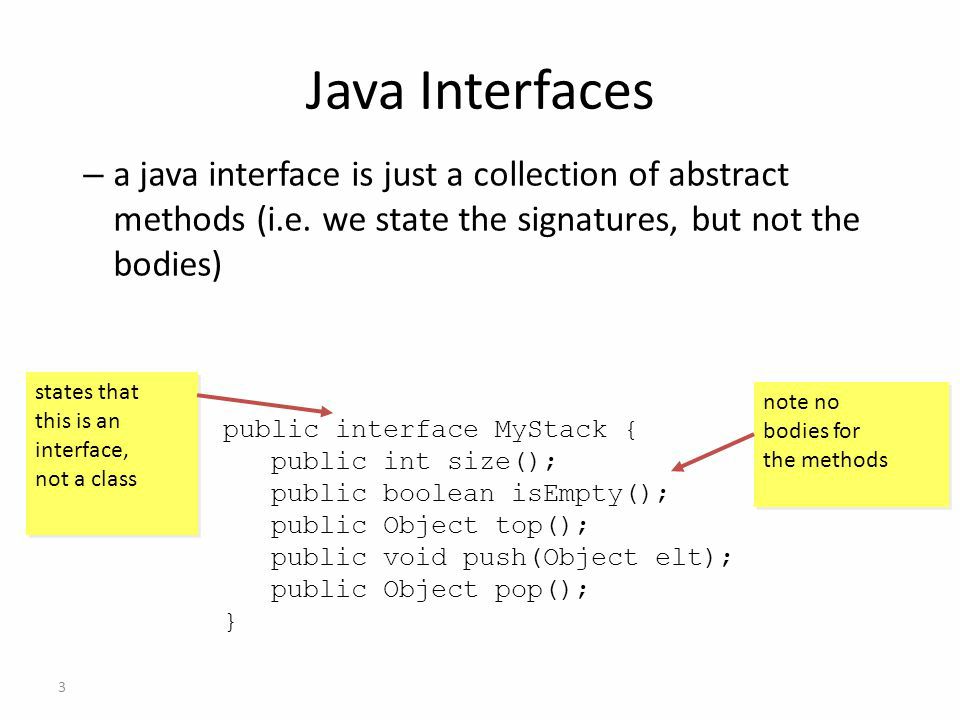 Java Interfaces
– a java interface is just a collection of abstract
methods (i.e. we state the signatures, but not the
bodies)
states that
this is an
interface,
not a class
note no
bodies for
the methods
public interface MyStack {
   public int size();
   public boolean isEmpty();
   public Object top();
   public void push(Object elt);
   public Object pop();
}
3